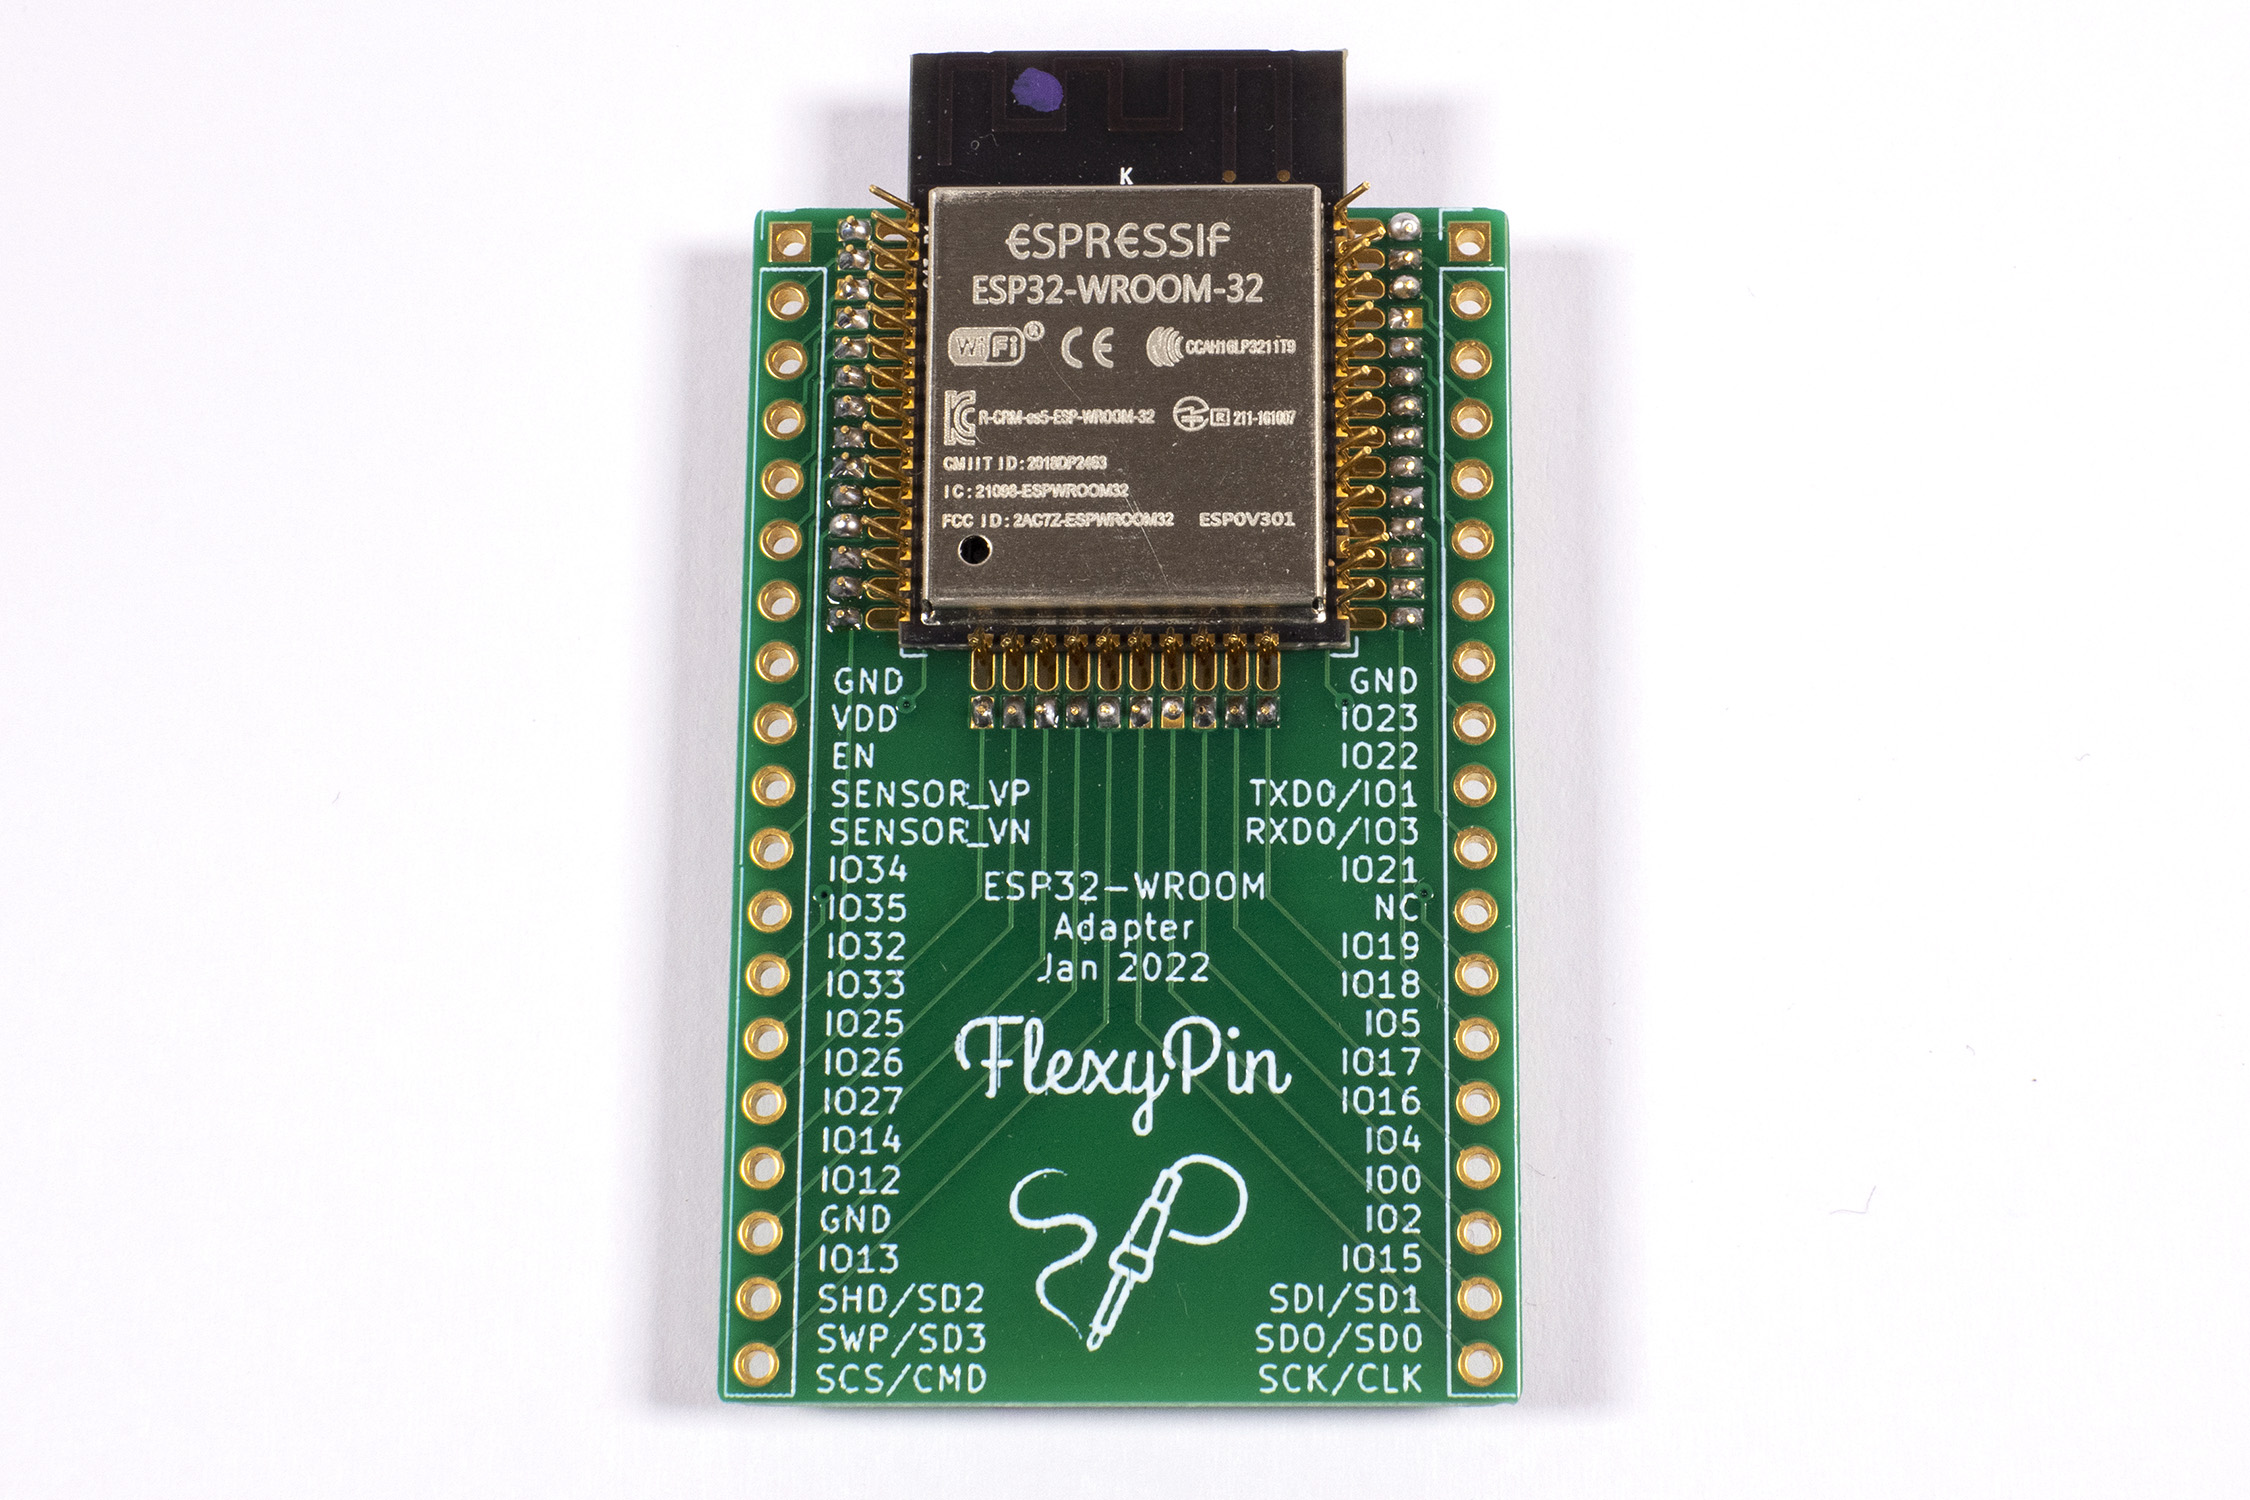 K
ESPRESSIF
ESP32-WROOM-32
WiFi® CE CCAH16LP3211T9
R-CRM-es5-ESP-WROOM-32 R 211-161007
CMIIT ID: 2016DP2463
IC: 21098-ESPWROOM32
FCC ID: 2AC7Z-ESPWROOM32 ESP0V301
GND
VDD
EN
SENSOR_VP
SENSOR_VN
IO34
IO35
IO32
IO33
IO25
IO26
IO27
IO14
IO12
GND
IO13
SHD/SD2
SWP/SD3
SCS/CMD
ESP32-WROOM
Adapter
Jan 2022
FlexyPin
GND
IO23
IO22
TXD0/IO1
RXD0/IO3
IO21
NC
IO19
IO18
IO5
IO17
IO16
IO4
IO0
IO2
IO15
SDI/SD1
SDO/SD0
SCK/CLK